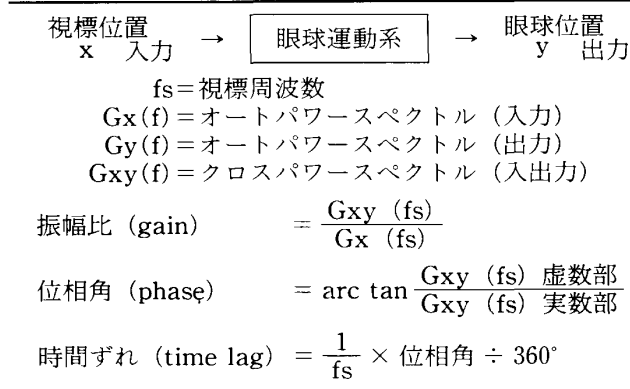 視標位置 眼球位置
x 入力 → 眼球運動系 → y 出力
fs=視標周波数
Gx(f)=オートパワースペクトル(入力)
Gy(f)=オートパワースペクトル(出力)
Gxy(f)=クロスパワースペクトル(入出力)
振幅比(gain) = Gxy (fs) / Gx (fs)
位相角(phase) = arc tan Gxy (fs) 虚数部 / Gxy (fs) 実数部
時間ずれ(time lag) = 1 / fs × 位相角 ÷ 360°